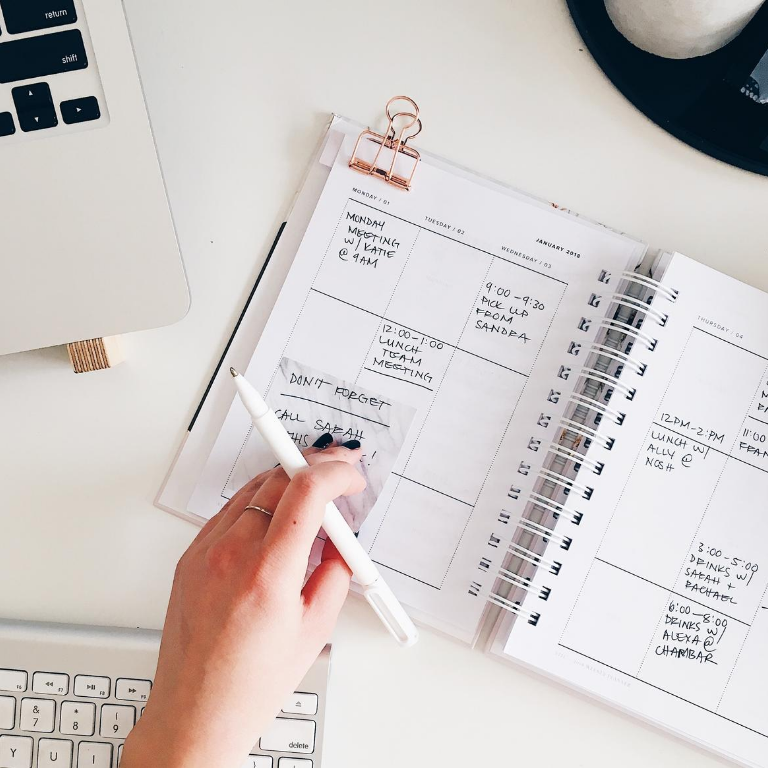 return
shift
MONDAY / 01
TUESDAY / 02
WEDNESDAY / 03
JANUARY 2018
MONDAY
MEETING
W/ KATIE
@ 9AM
9:00-9:30
PICK UP
FROM
SANDRA
12:00-1:00
LUNCH
TEAM
MEETING
DON'T FORGET
CALL SARAH
!
THURSDAY / 04
12PM-2:PM
LUNCH W/
ALLY @
NOSH
11:00
3:00-5:00
DRINKS W/
SARAH +
RACHAEL
6:00-8:00
DRINKS W/
ALEXA @
CHAMBAR
&
7
*
8
(
9
Y
U
I
delete